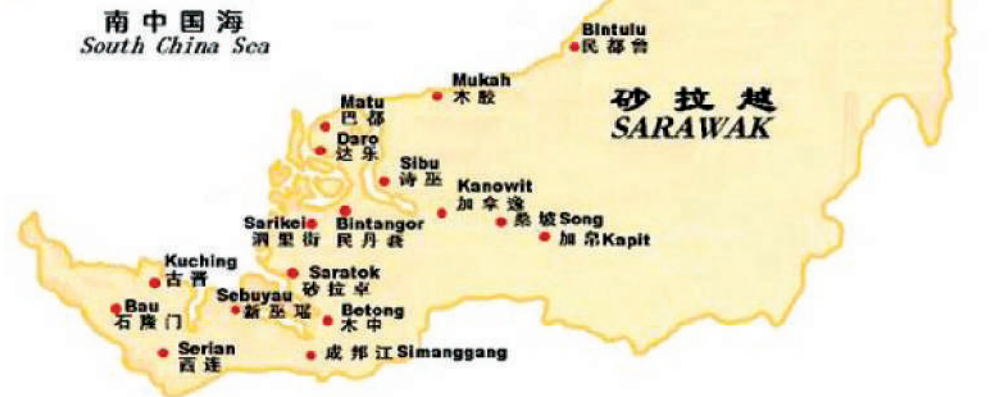 南中国海
South China Sea
Bintulu
民都鲁
Mukah
木胶
砂拉越
SARAWAK
Matu
巴都
Daro
达乐
Sibu
诗巫
Kanowit
加拿逸
桑坡 Song
加帛 Kapit
Sarikei
泗里街
Bintangor
民丹莪
Kuching
古晋
Saratok
砂拉卓
Sebuyau
新巫瑶
Bau
石隆门
Betong
木中
Serian
西连
成邦江 Simanggang